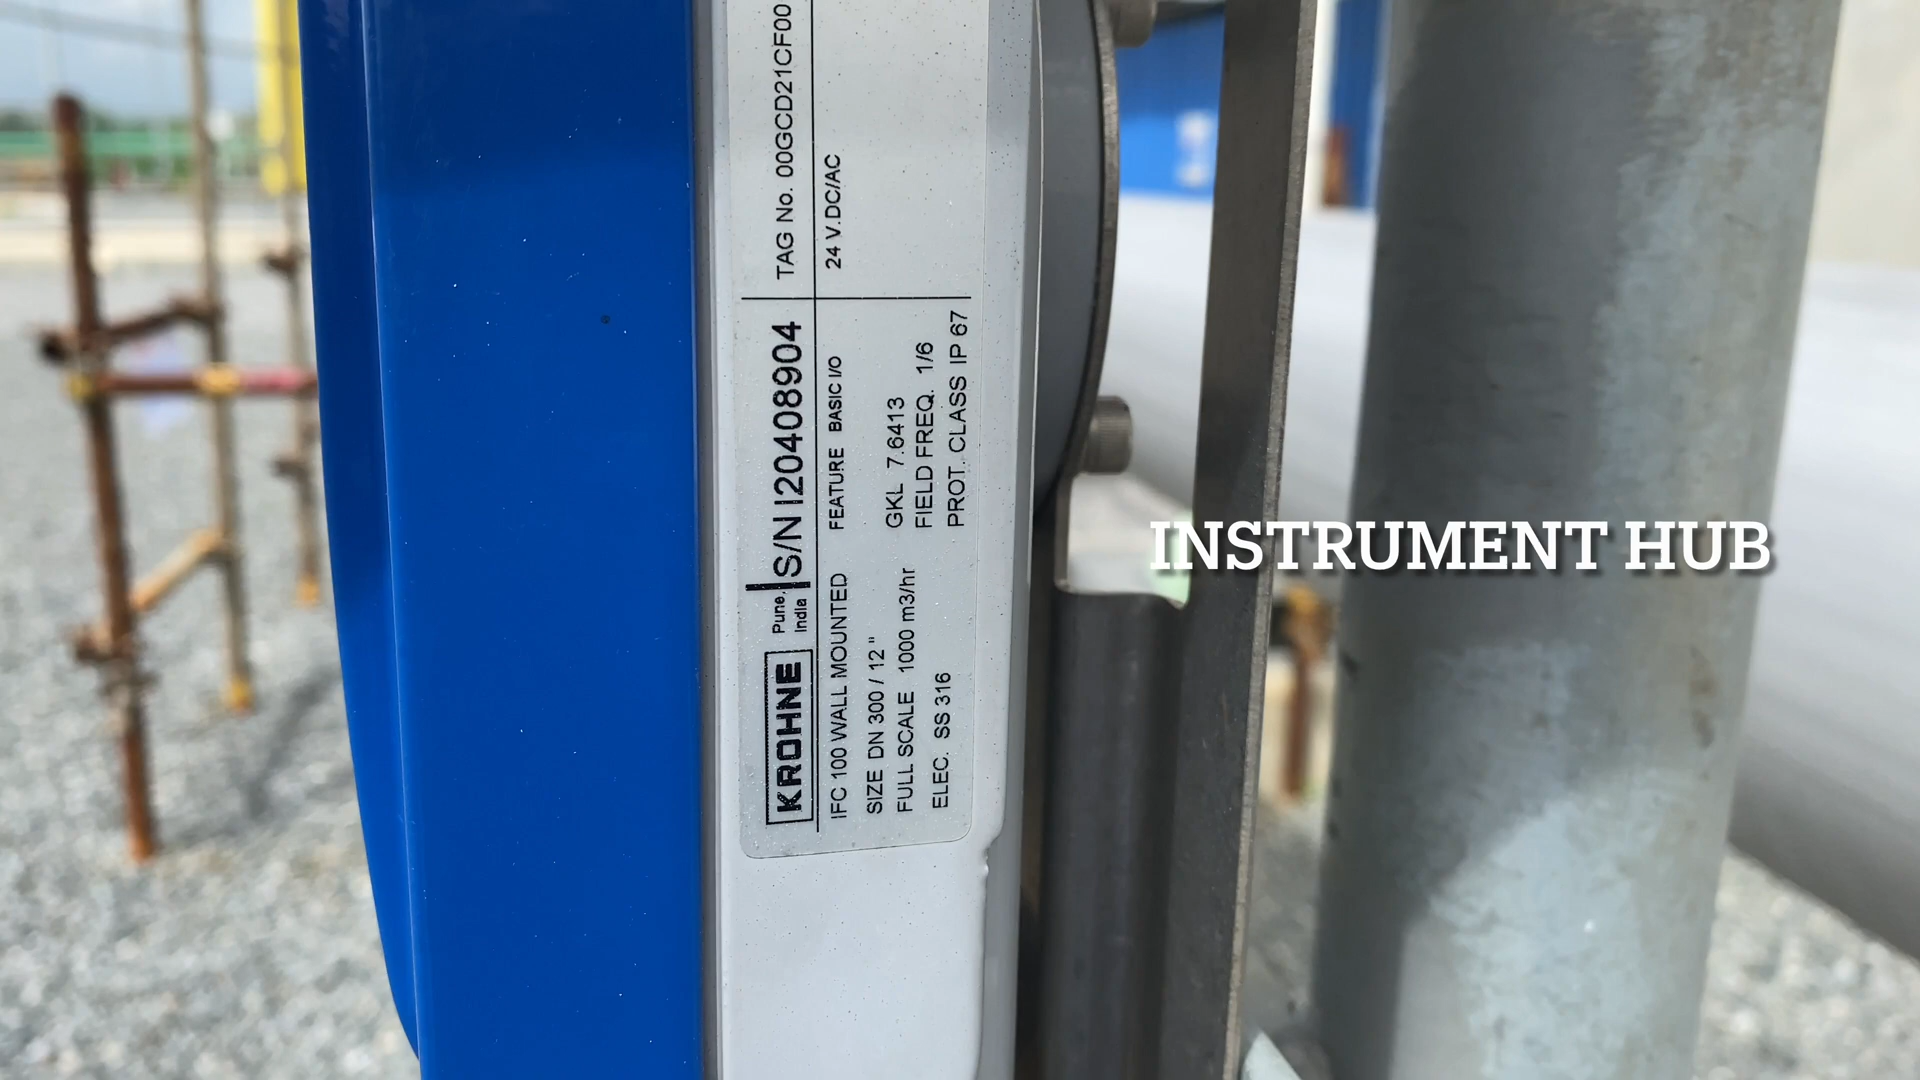 KROHNE Pune, India S/N I20408904 TAG No. 00GCD21CF00
IFC 100 WALL MOUNTED FEATURE BASIC I/O 24 V.DC/AC
SIZE DN 300 / 12 "
FULL SCALE 1000 m3/hr GKL 7.6413
FIELD FREQ. 1/6
ELEC. SS 316 PROT. CLASS IP 67
INSTRUMENT HUB